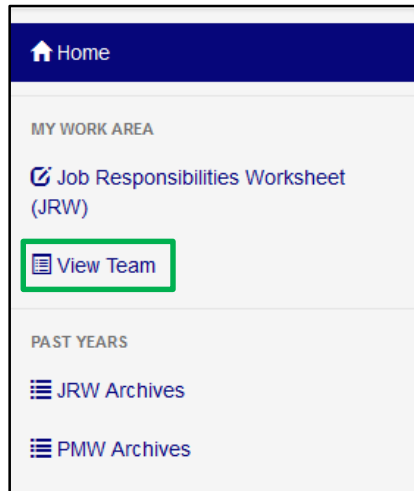 Home
MY WORK AREA
Job Responsibilities Worksheet
(JRW)
View Team
PAST YEARS
JRW Archives
PMW Archives